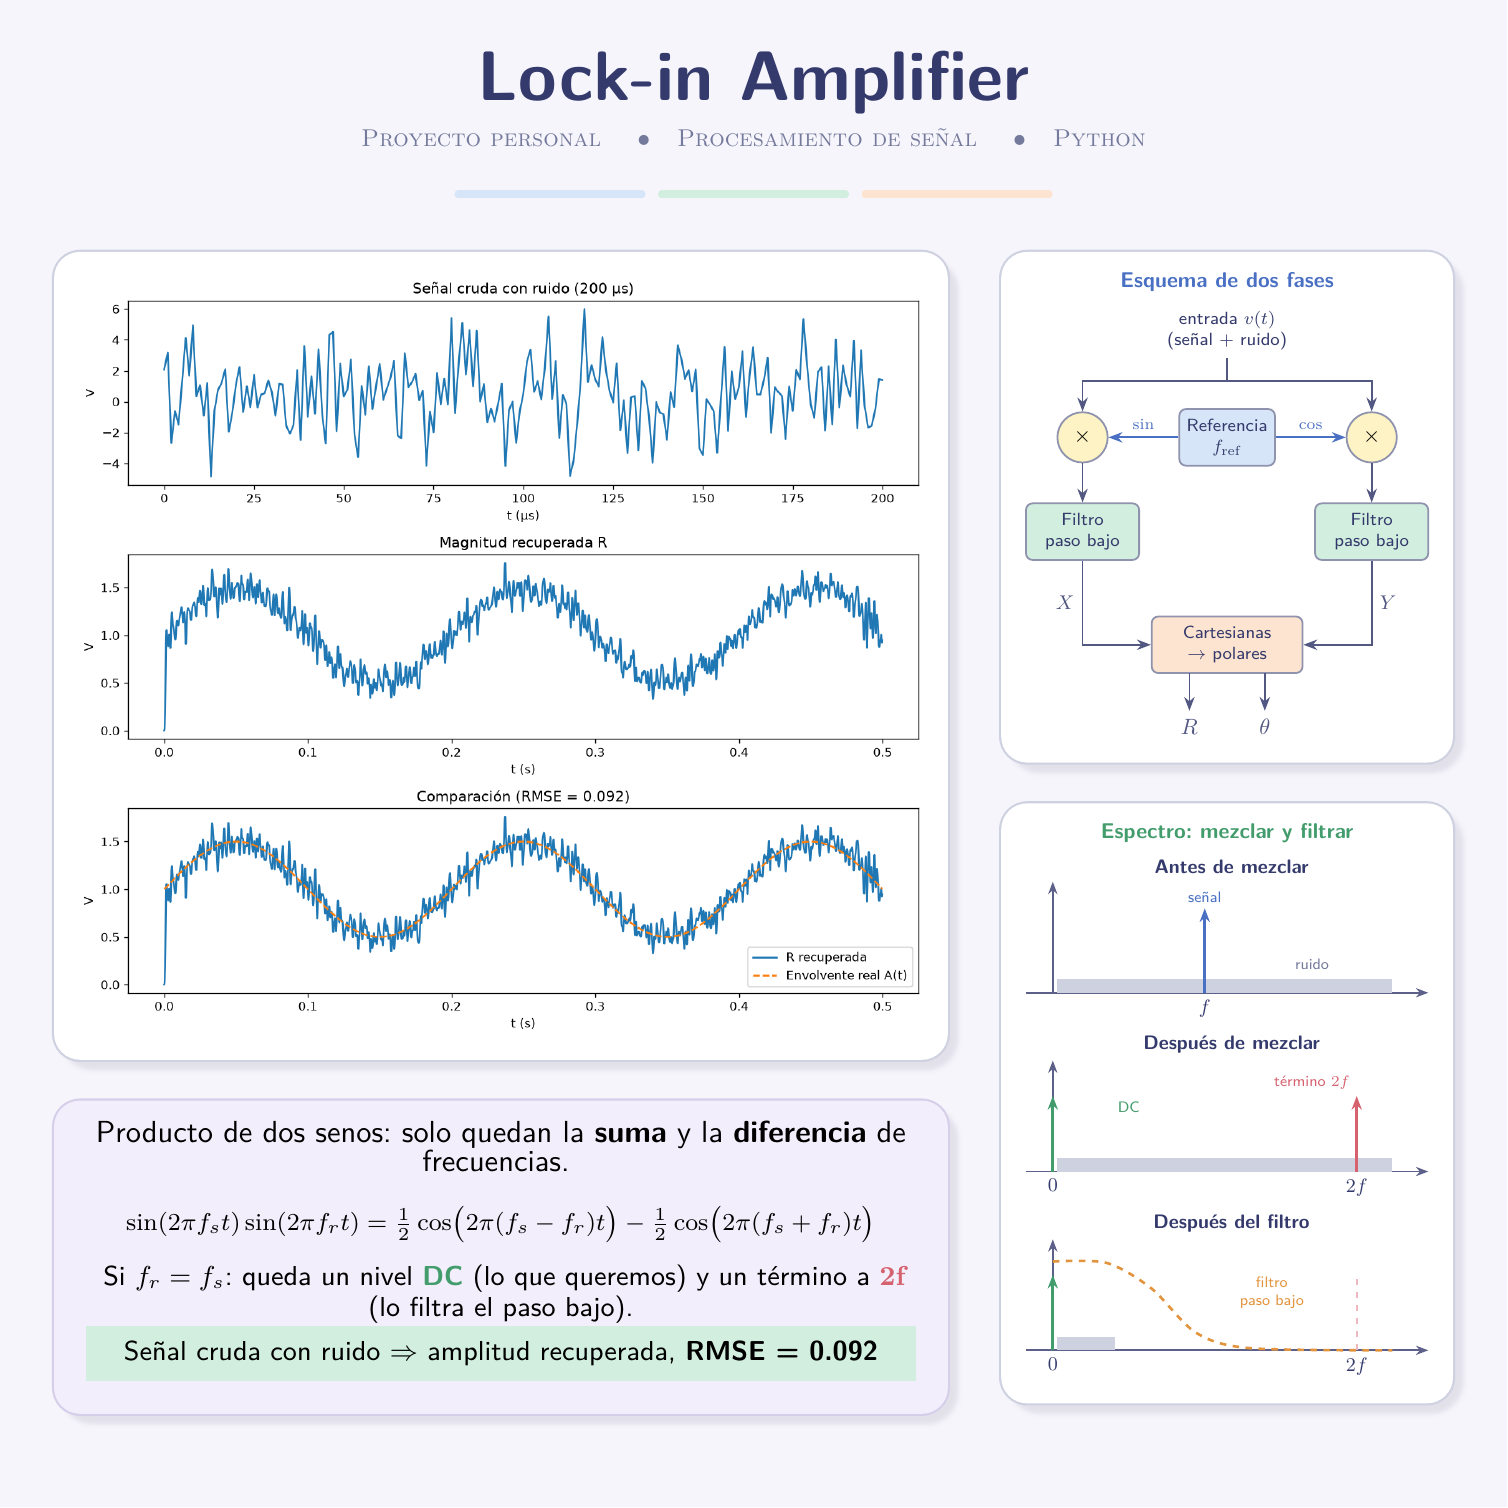 Lock-in Amplifier
Proyecto personal • Procesamiento de señal • Python
Señal cruda con ruido (200 µs)
6
4
2
0
−2
−4
V
0 25 50 75 100 125 150 175 200
t (µs)
Magnitud recuperada R
1.5
1.0
0.5
0.0
V
0.0 0.1 0.2 0.3 0.4 0.5
t (s)
Comparación (RMSE = 0.092)
1.5
1.0
0.5
0.0
V
R recuperada
Envolvente real A(t)
0.0 0.1 0.2 0.3 0.4 0.5
t (s)
Producto de dos senos: solo quedan la suma y la diferencia de
frecuencias.
sin(2πf_s t) sin(2πf_r t) = 1/2 cos(2π(f_s − f_r)t) − 1/2 cos(2π(f_s + f_r)t)
Si f_r = f_s: queda un nivel DC (lo que queremos) y un término a 2f
(lo filtra el paso bajo).
Señal cruda con ruido ⇒ amplitud recuperada, RMSE = 0.092
Esquema de dos fases
entrada v(t)
(señal + ruido)
× sin Referencia cos ×
f_ref
Filtro
paso bajo
Filtro
paso bajo
X Y
Cartesianas
→ polares
R θ
Espectro: mezclar y filtrar
Antes de mezclar
señal
ruido
f
Después de mezclar
término 2f
DC
0 2f
Después del filtro
filtro
paso bajo
0 2f